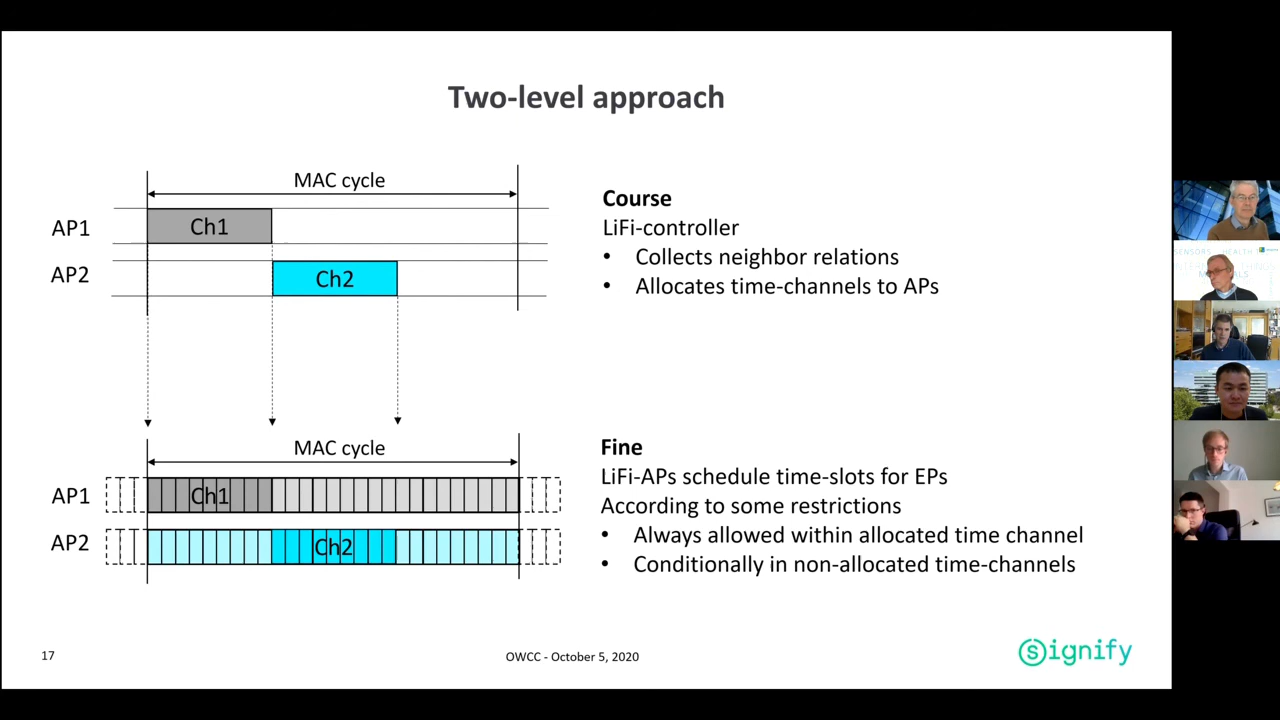 Two-level approach
MAC cycle
AP1
Ch1
AP2
Ch2
Course
LiFi-controller
• Collects neighbor relations
• Allocates time-channels to APs
MAC cycle
AP1
Ch1
AP2
Ch2
Fine
LiFi-APs schedule time-slots for EPs
According to some restrictions
• Always allowed within allocated time channel
• Conditionally in non-allocated time-channels
17
OWCC - October 5, 2020
Signify